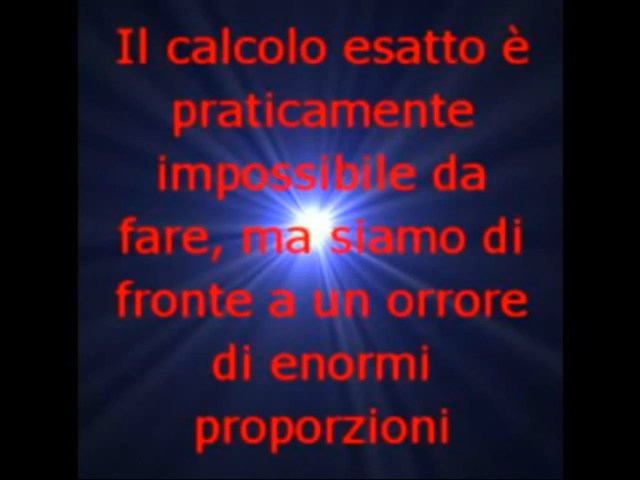 Il calcolo esatto è
praticamente
impossibile da
fare, ma siamo di
fronte a un orrore
di enormi
proporzioni